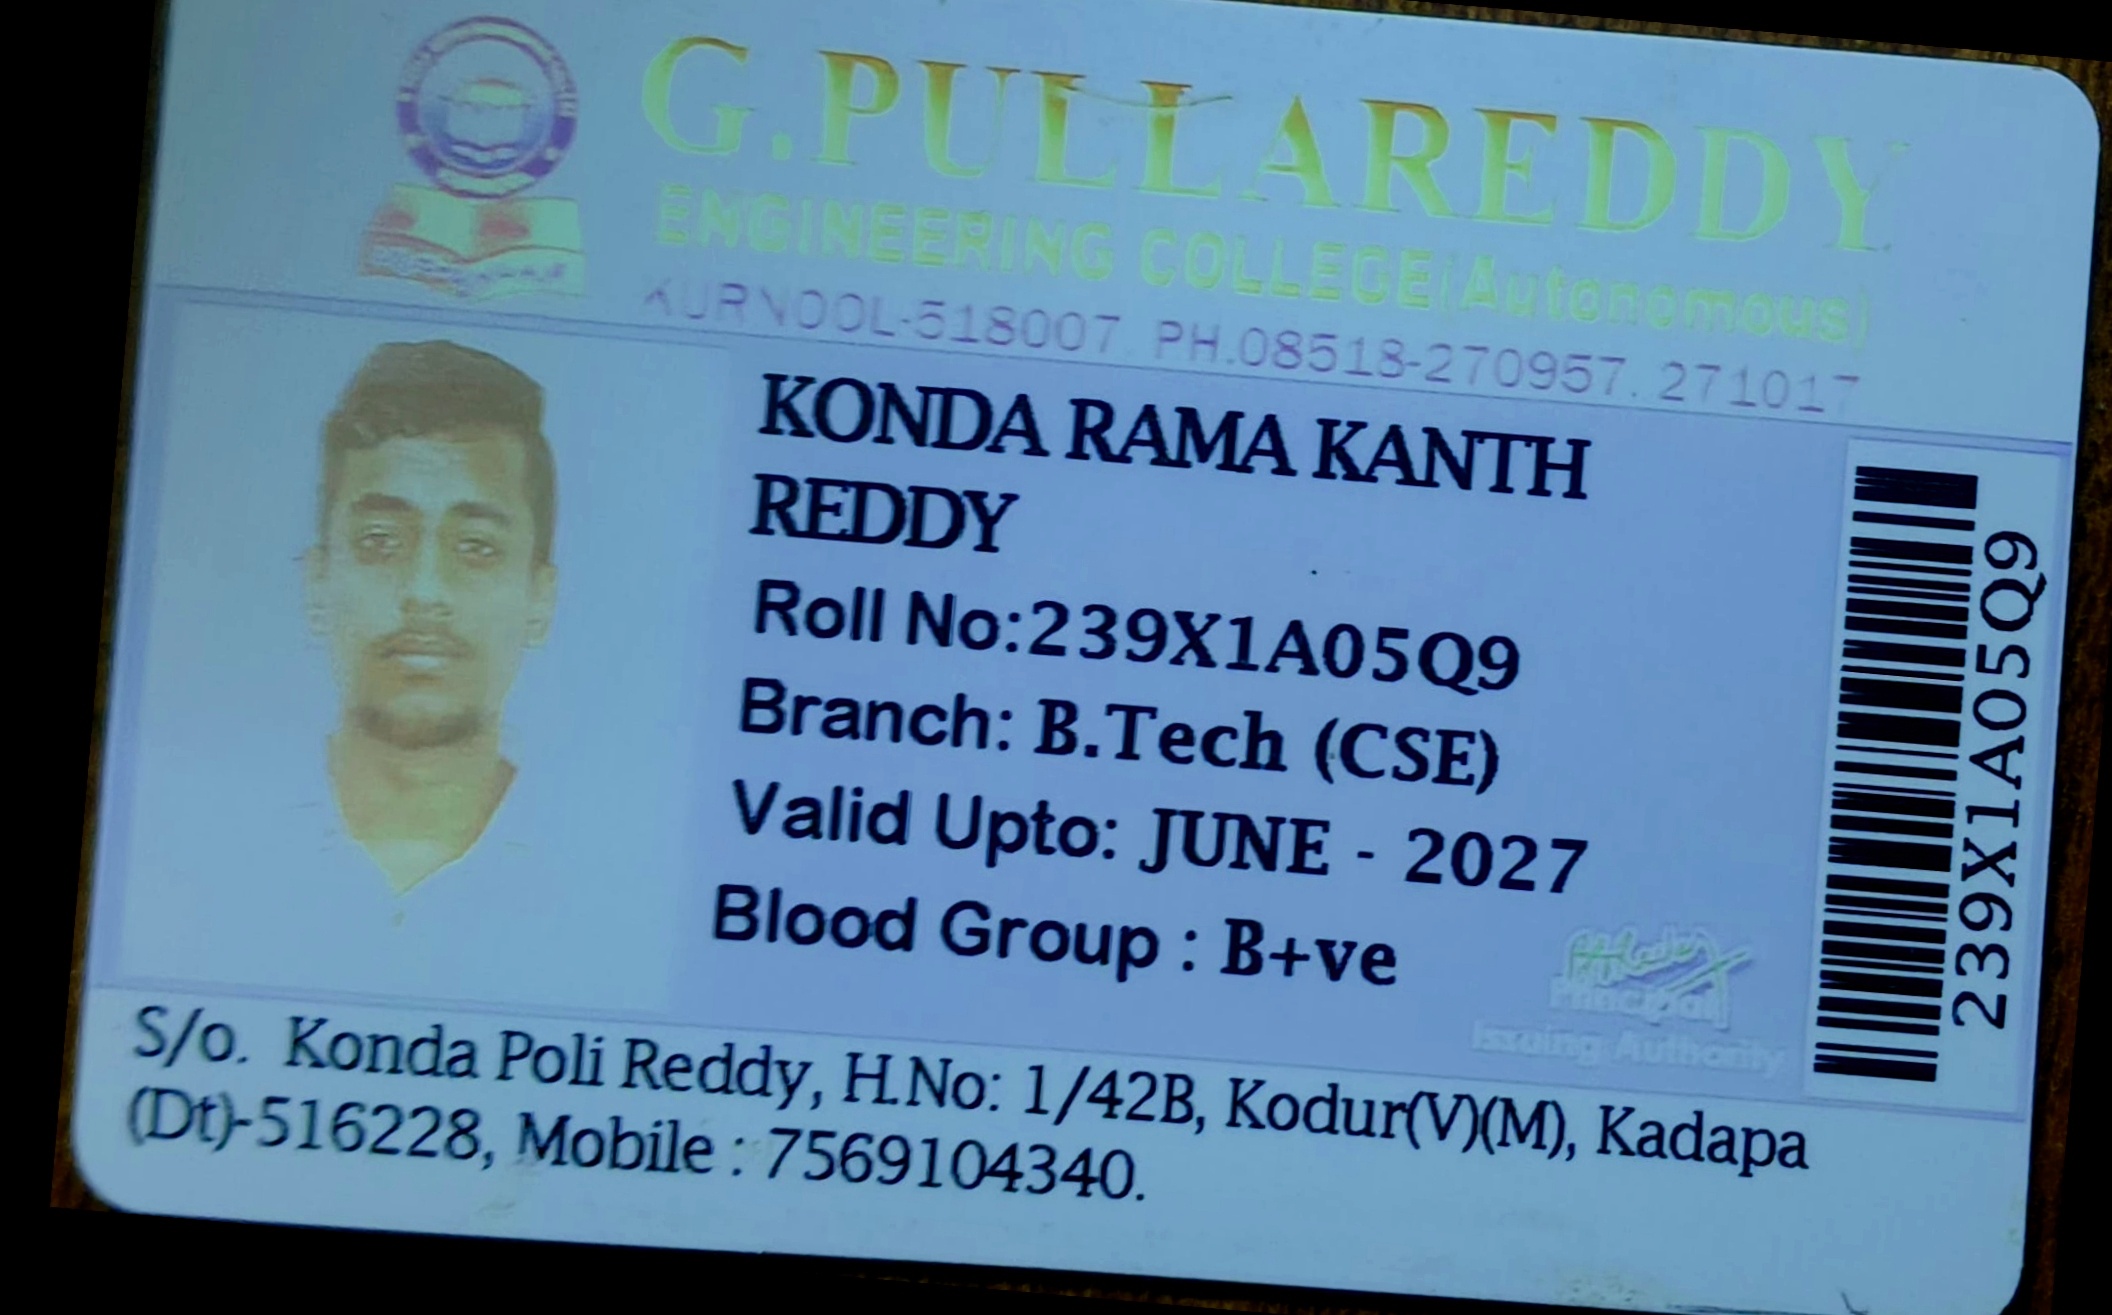 G.PULLAREDDY
ENGINEERING COLLEGE(Autonomous)
KURNOOL-518007. PH.08518-270957. 271017
KONDA RAMA KANTH
REDDY
Roll No:239X1A05Q9
Branch: B.Tech (CSE)
Valid Upto: JUNE - 2027
Blood Group : B+ve
Principal
Issuing Authority
239X1A05Q9
S/o. Konda Poli Reddy, H.No: 1/42B, Kodur(V)(M), Kadapa
(Dt)-516228, Mobile : 7569104340.